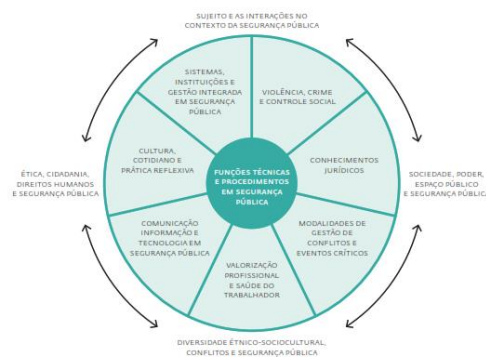 SUJEITO E AS INTERAÇÕES NO
CONTEXTO DA SEGURANÇA PÚBLICA
SISTEMAS,
INSTITUIÇÕES E
GESTÃO INTEGRADA
EM SEGURANÇA
PÚBLICA
VIOLÊNCIA, CRIME
E CONTROLE SOCIAL
CULTURA,
COTIDIANO E
PRÁTICA REFLEXIVA
CONHECIMENTOS
JURÍDICOS
FUNÇÕES TÉCNICAS
E PROCEDIMENTOS
EM SEGURANÇA
PÚBLICA
ÉTICA, CIDADANIA,
DIREITOS HUMANOS
E SEGURANÇA PÚBLICA
SOCIEDADE, PODER,
ESPAÇO PÚBLICO
E SEGURANÇA PÚBLICA
COMUNICAÇÃO
INFORMAÇÃO E
TECNOLOGIA EM
SEGURANÇA PÚBLICA
MODALIDADES DE
GESTÃO DE
CONFLITOS E
EVENTOS CRÍTICOS
VALORIZAÇÃO
PROFISSIONAL
E SAÚDE DO
TRABALHADOR
DIVERSIDADE ÉTNICO-SOCIOCULTURAL,
CONFLITOS E SEGURANÇA PÚBLICA